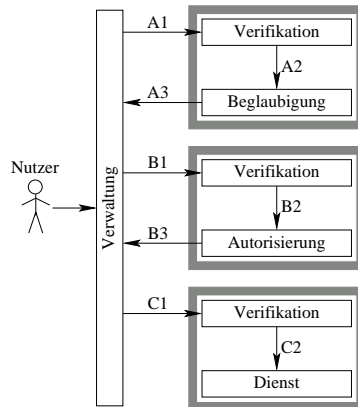 A1
Verifikation
A2
A3
Beglaubigung
Nutzer
Verwaltung
B1
Verifikation
B2
B3
Autorisierung
C1
Verifikation
C2
Dienst